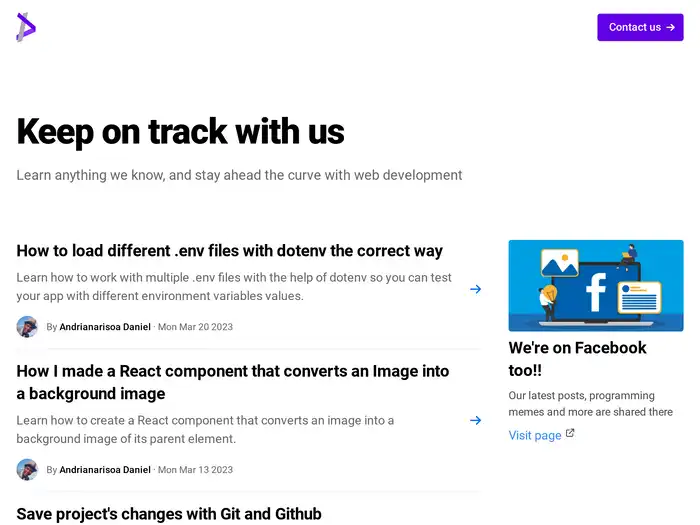 Contact us →
Keep on track with us
Learn anything we know, and stay ahead the curve with web development
How to load different .env files with dotenv the correct way
Learn how to work with multiple .env files with the help of dotenv so you can test
your app with different environment variables values.
By Andrianarisoa Daniel · Mon Mar 20 2023
How I made a React component that converts an Image into
a background image
Learn how to create a React component that converts an image into a
background image of its parent element.
By Andrianarisoa Daniel · Mon Mar 13 2023
Save project's changes with Git and Github
We're on Facebook
too!!
Our latest posts, programming
memes and more are shared there
Visit page